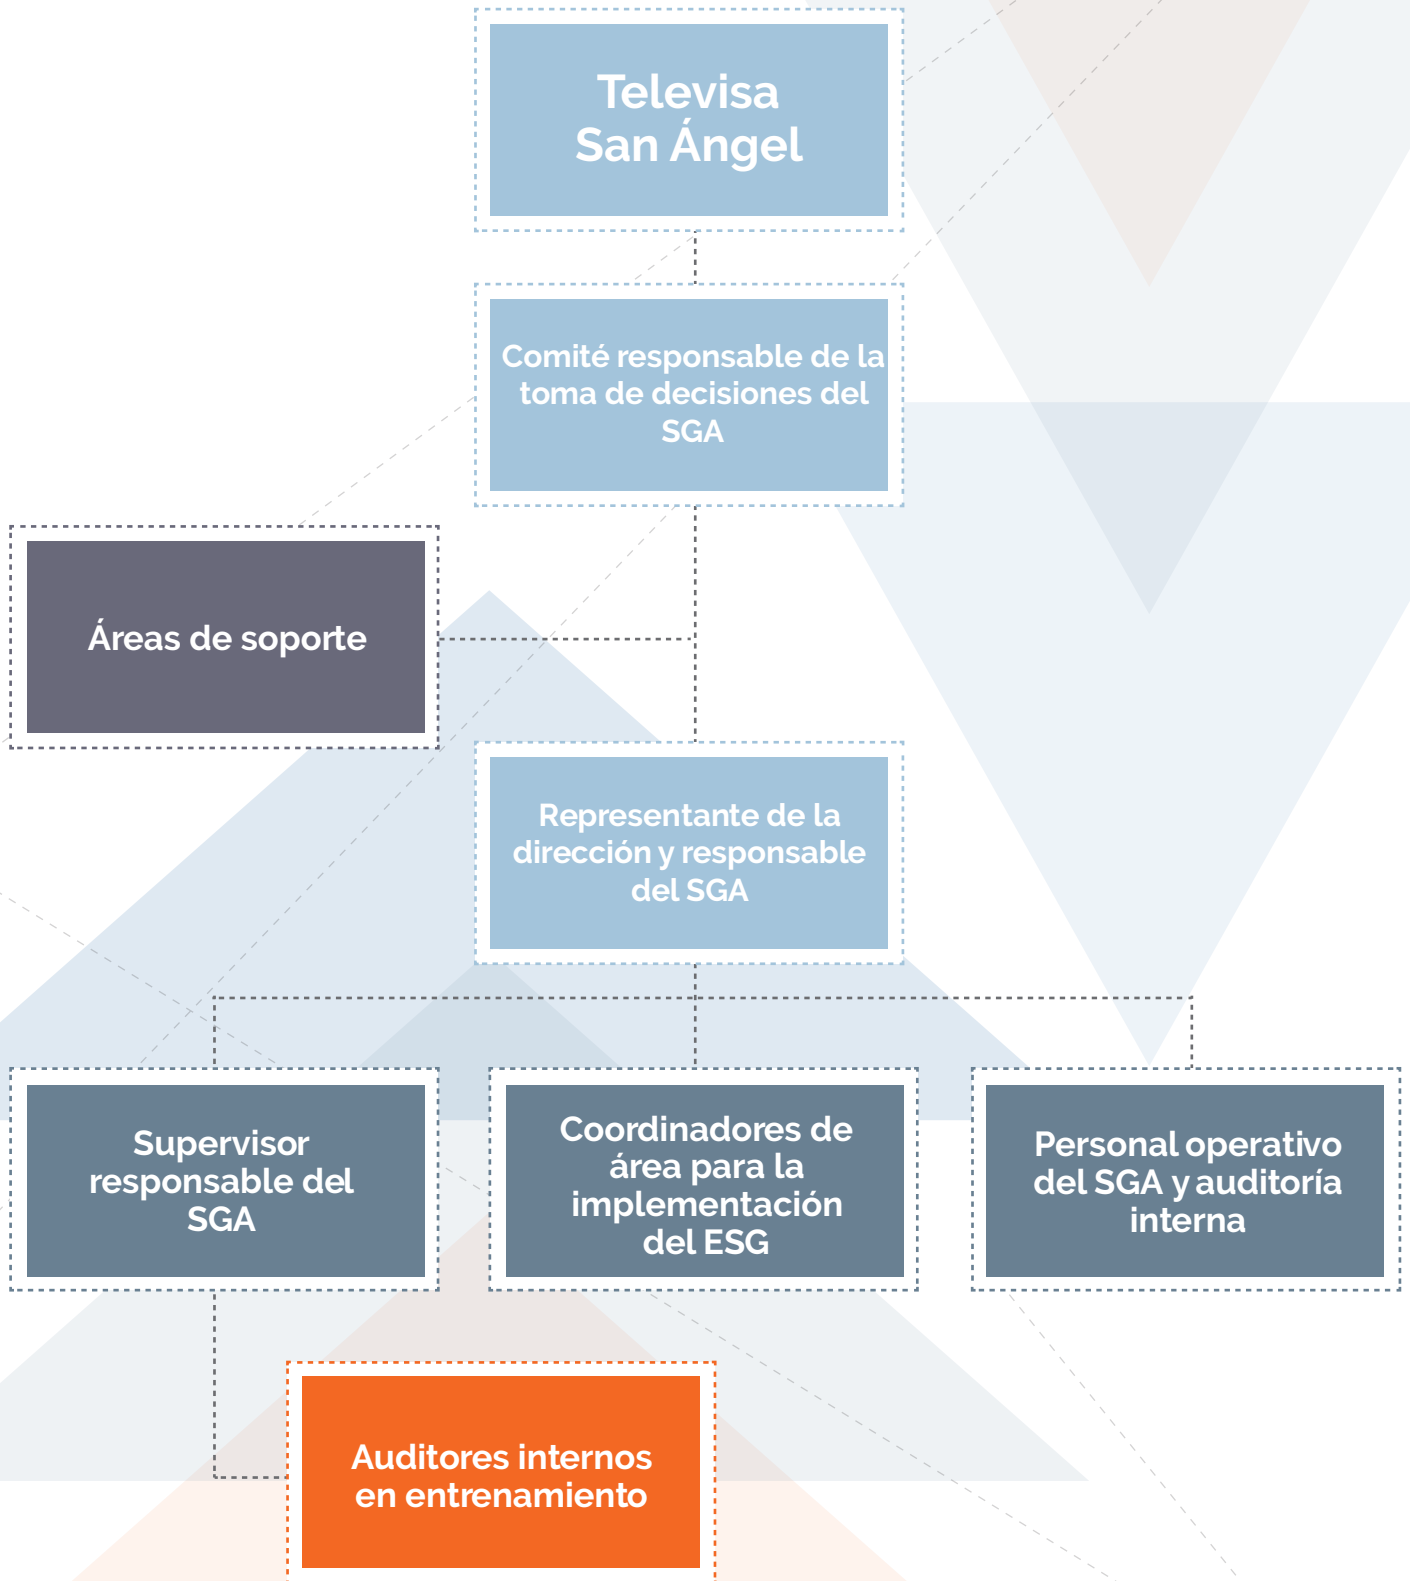 Televisa
San Ángel
Comité responsable de la
toma de decisiones del
SGA
Áreas de soporte
Representante de la
dirección y responsable
del SGA
Supervisor
responsable del
SGA
Coordinadores de
área para la
implementación
del ESG
Personal operativo
del SGA y auditoría
interna
Auditores internos
en entrenamiento